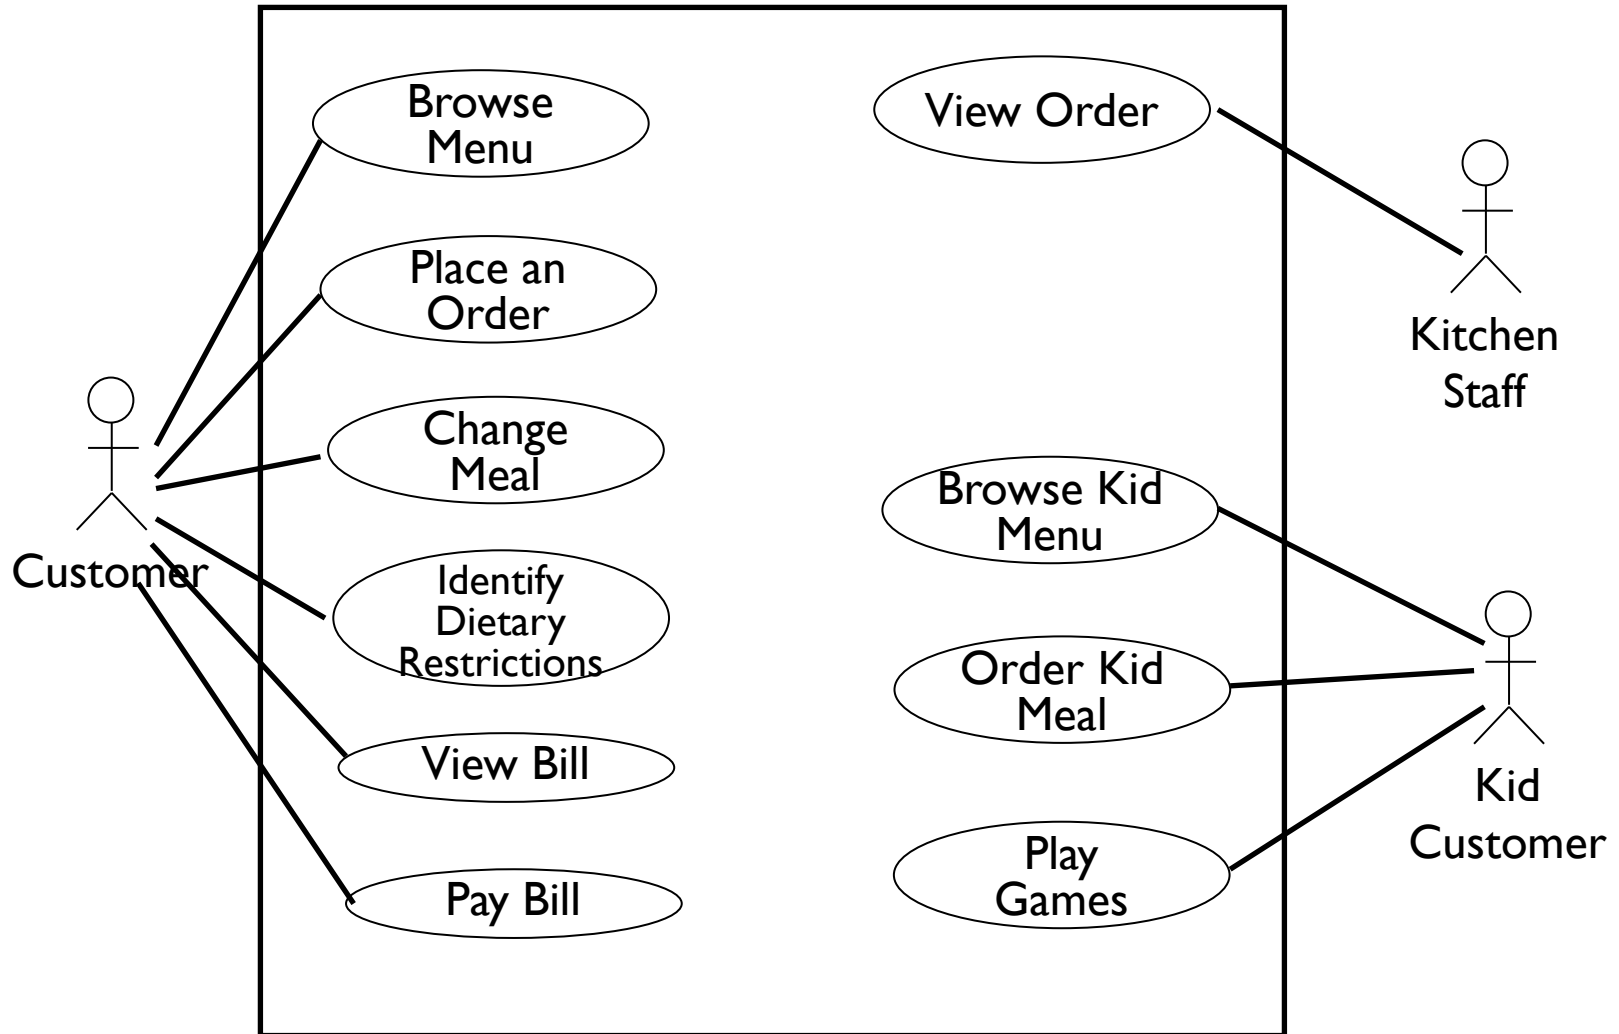 Browse
Menu
View Order
Place an
Order
Kitchen
Staff
Change
Meal
Browse Kid
Menu
Customer
Identify
Dietary
Restrictions
Order Kid
Meal
View Bill
Kid
Customer
Play
Games
Pay Bill